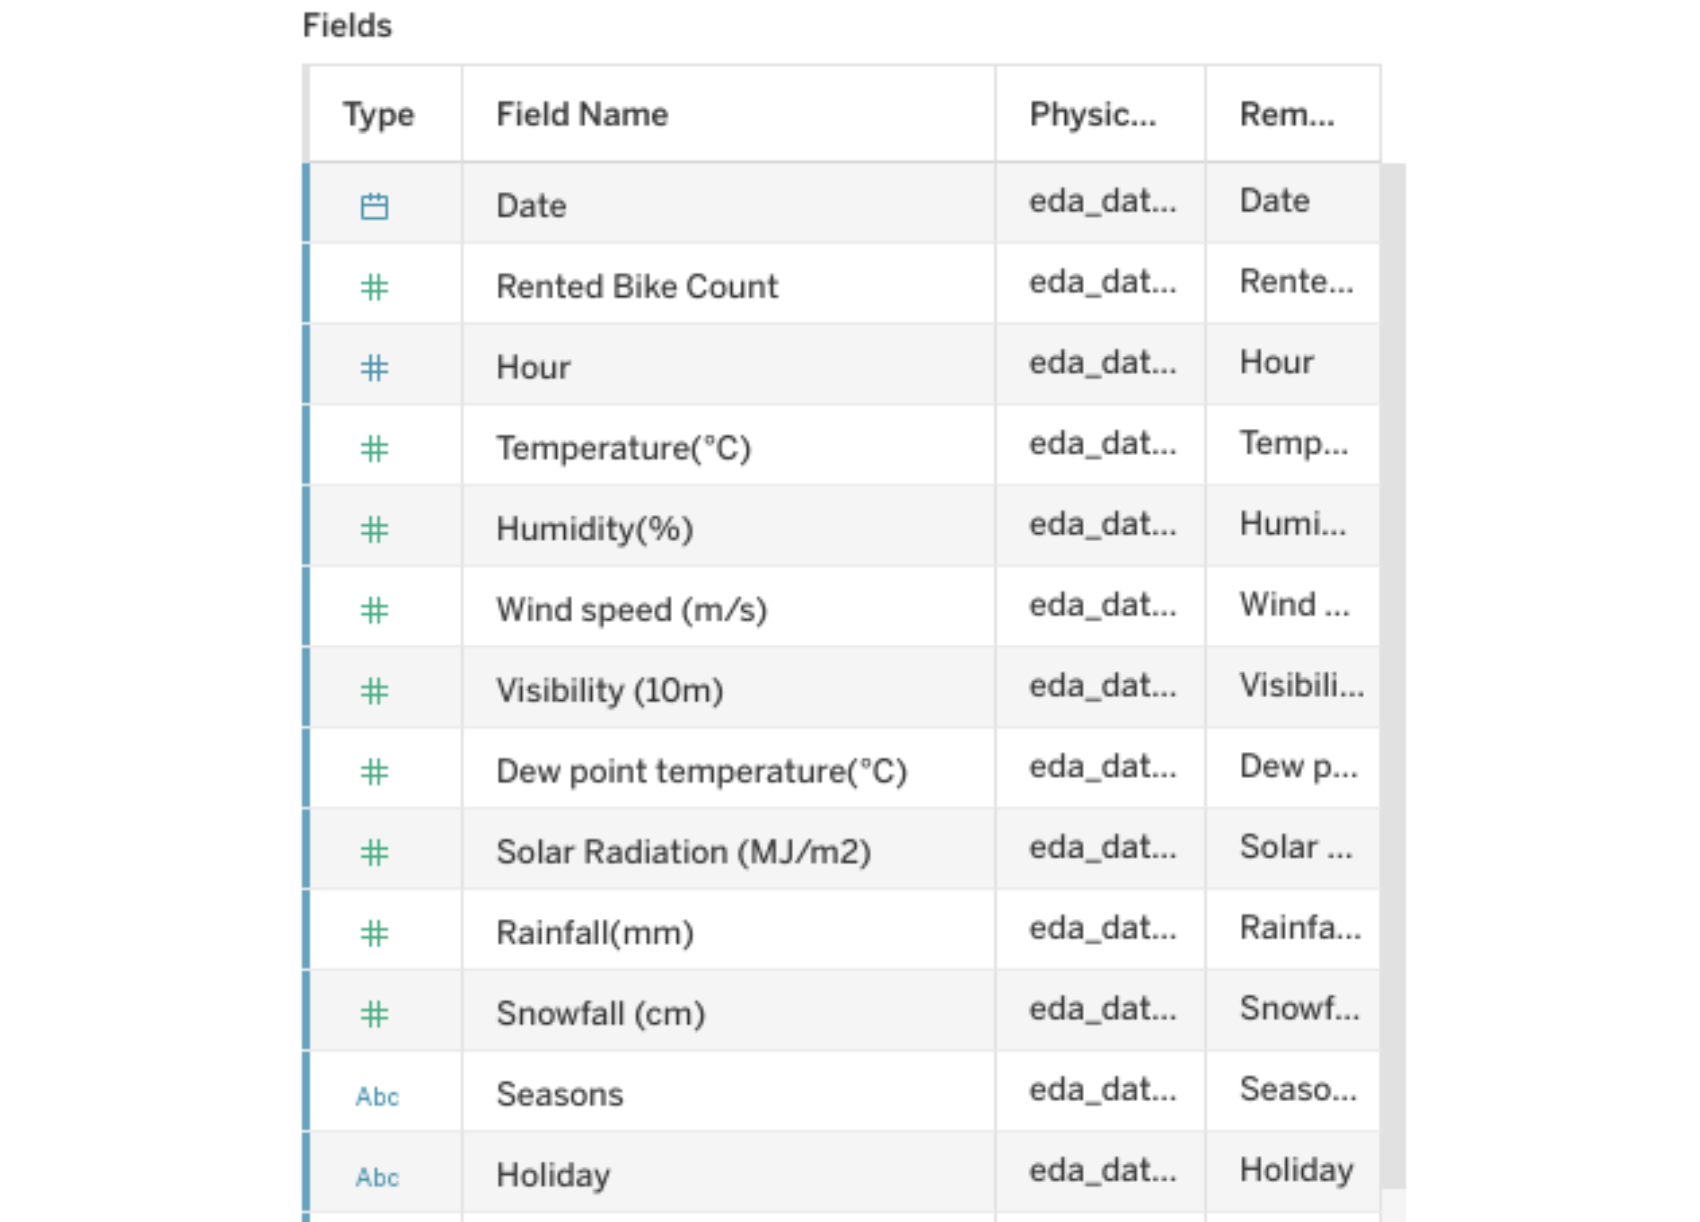 Fields
Type Field Name Physic... Rem...
Date eda_dat... Date
# Rented Bike Count eda_dat... Rente...
# Hour eda_dat... Hour
# Temperature(°C) eda_dat... Temp...
# Humidity(%) eda_dat... Humi...
# Wind speed (m/s) eda_dat... Wind ...
# Visibility (10m) eda_dat... Visibili...
# Dew point temperature(°C) eda_dat... Dew p...
# Solar Radiation (MJ/m2) eda_dat... Solar ...
# Rainfall(mm) eda_dat... Rainfa...
# Snowfall (cm) eda_dat... Snowf...
Abc Seasons eda_dat... Seaso...
Abc Holiday eda_dat... Holiday